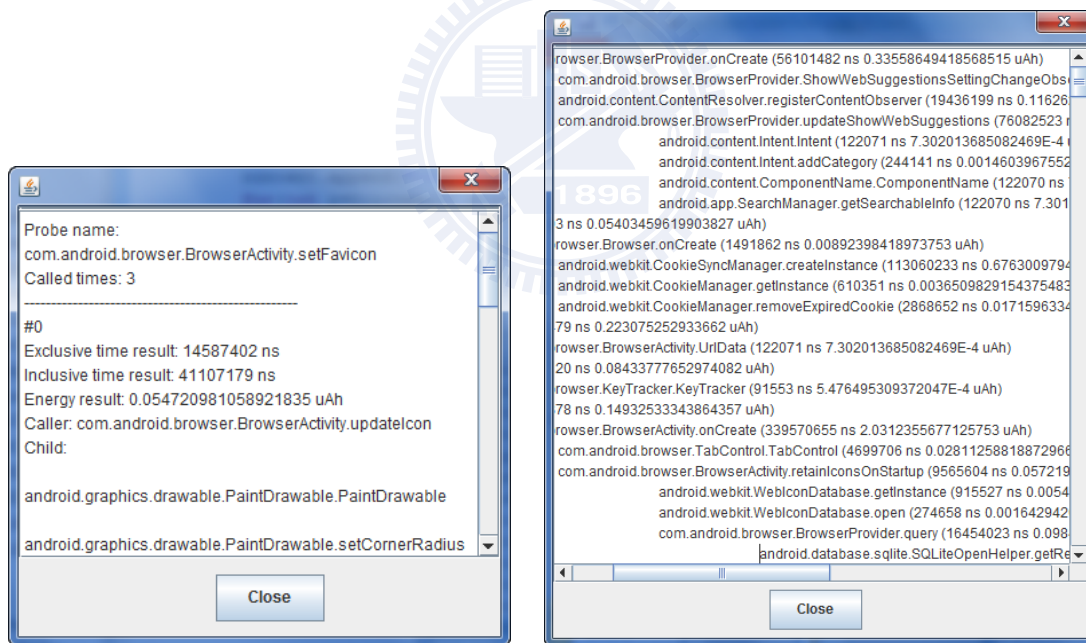 Probe name:
com.android.browser.BrowserActivity.setFavicon
Called times: 3
----------------------------------------------------
#0
Exclusive time result: 14587402 ns
Inclusive time result: 41107179 ns
Energy result: 0.054720981058921835 uAh
Caller: com.android.browser.BrowserActivity.updateIcon
Child:
android.graphics.drawable.PaintDrawable.PaintDrawable
android.graphics.drawable.PaintDrawable.setCornerRadius
Close
rowser.BrowserProvider.onCreate (56101482 ns 0.33558649418568515 uAh)
com.android.browser.BrowserProvider.ShowWebSuggestionsSettingChangeObse
android.content.ContentResolver.registerContentObserver (19436199 ns 0.11626
com.android.browser.BrowserProvider.updateShowWebSuggestions (76082523 n
android.content.Intent.Intent (122071 ns 7.302013685082469E-4 u
android.content.Intent.addCategory (244141 ns 0.0014603967552
android.content.ComponentName.ComponentName (122070 ns
android.app.SearchManager.getSearchableInfo (122070 ns 7.301
3 ns 0.05403459619903827 uAh)
rowser.Browser.onCreate (1491862 ns 0.00892398418973753 uAh)
android.webkit.CookieSyncManager.createInstance (113060233 ns 0.6763009794
android.webkit.CookieManager.getInstance (610351 ns 0.0036509829154375483
android.webkit.CookieManager.removeExpiredCookie (2868652 ns 0.0171596334
79 ns 0.223075252933662 uAh)
rowser.BrowserActivity.UrlData (122071 ns 7.302013685082469E-4 uAh)
20 ns 0.08433777652974082 uAh)
rowser.KeyTracker.KeyTracker (91553 ns 5.476495309372047E-4 uAh)
78 ns 0.14932533343864357 uAh)
rowser.BrowserActivity.onCreate (339570655 ns 2.0312355677125753 uAh)
com.android.browser.TabControl.TabControl (4699706 ns 0.02811258818872966
com.android.browser.BrowserActivity.retainIconsOnStartup (9565604 ns 0.057219
android.webkit.WebIconDatabase.getInstance (915527 ns 0.0054
android.webkit.WebIconDatabase.open (274658 ns 0.001642942
com.android.browser.BrowserProvider.query (16454023 ns 0.098
android.database.sqlite.SQLiteOpenHelper.getRe
Close
1896